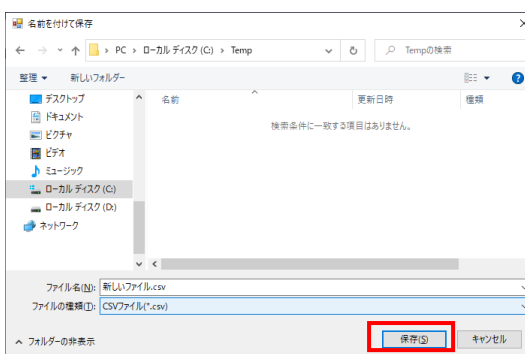 名前を付けて保存
PC > ローカル ディスク (C:) > Temp
Tempの検索
整理 ▼ 新しいフォルダー
デスクトップ
ドキュメント
ピクチャ
ビデオ
ミュージック
ローカル ディスク (C:)
ローカル ディスク (D:)
ネットワーク
名前 更新日時 種類
検索条件に一致する項目はありません。
ファイル名(N): 新しいファイル.csv
ファイルの種類(T): CSVファイル(*.csv)
フォルダーの非表示 保存(S) キャンセル